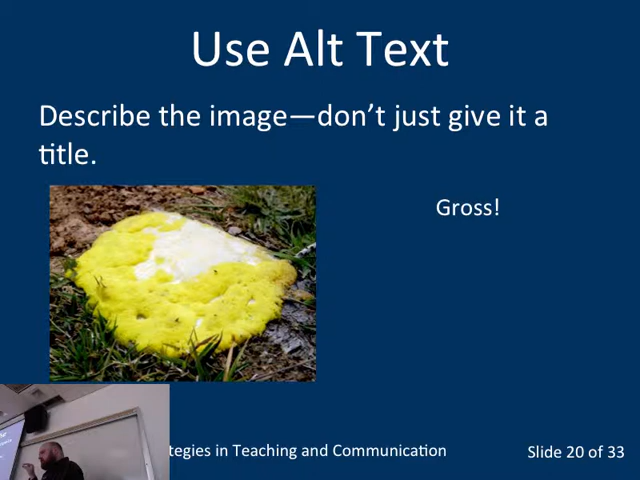 Use Alt Text
Describe the image—don't just give it a
title.
Gross!
tegies in Teaching and Communication
Slide 20 of 33